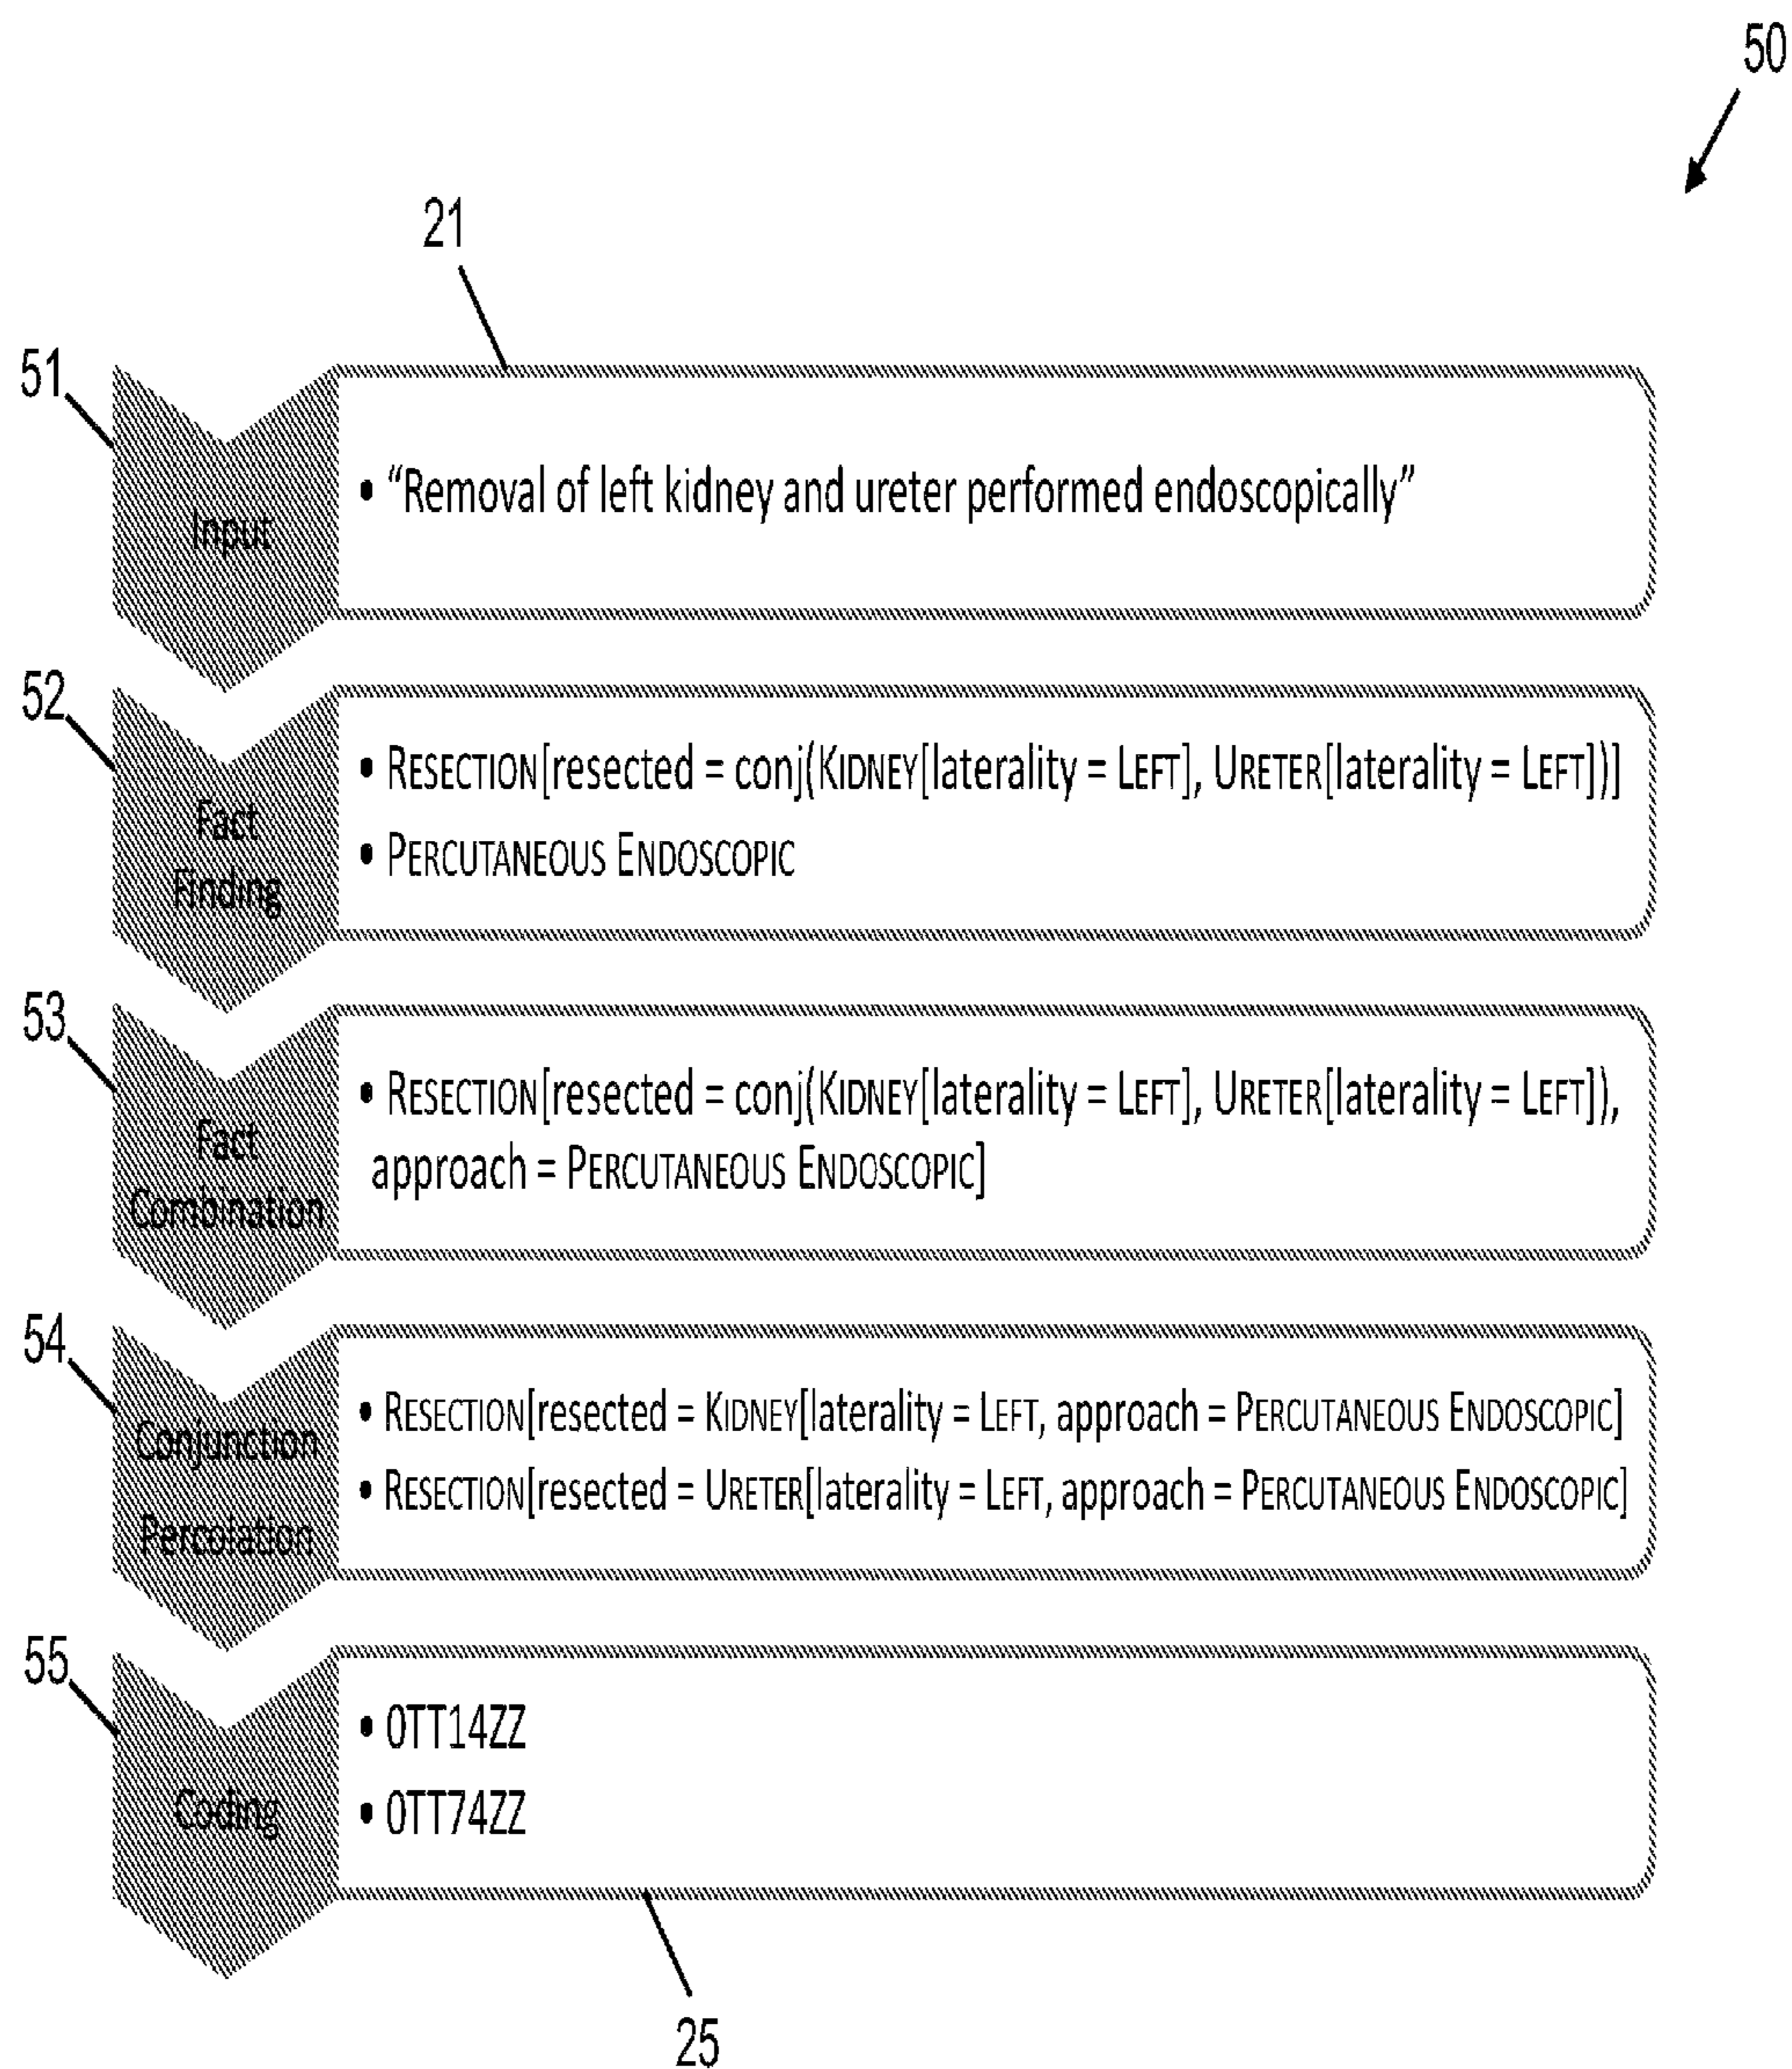 50
21
51
Input
• “Removal of left kidney and ureter performed endoscopically”
52
Fact
Finding
• RESECTION[resected = conj(KIDNEY[laterality = LEFT], URETER[laterality = LEFT])]
• PERCUTANEOUS ENDOSCOPIC
53
Fact
Combination
• RESECTION[resected = conj(KIDNEY[laterality = LEFT], URETER[laterality = LEFT]),
approach = PERCUTANEOUS ENDOSCOPIC]
54
Conjunction
Percolation
• RESECTION[resected = KIDNEY[laterality = LEFT, approach = PERCUTANEOUS ENDOSCOPIC]
• RESECTION[resected = URETER[laterality = LEFT, approach = PERCUTANEOUS ENDOSCOPIC]
55
Coding
• 0TT14ZZ
• 0TT74ZZ
25